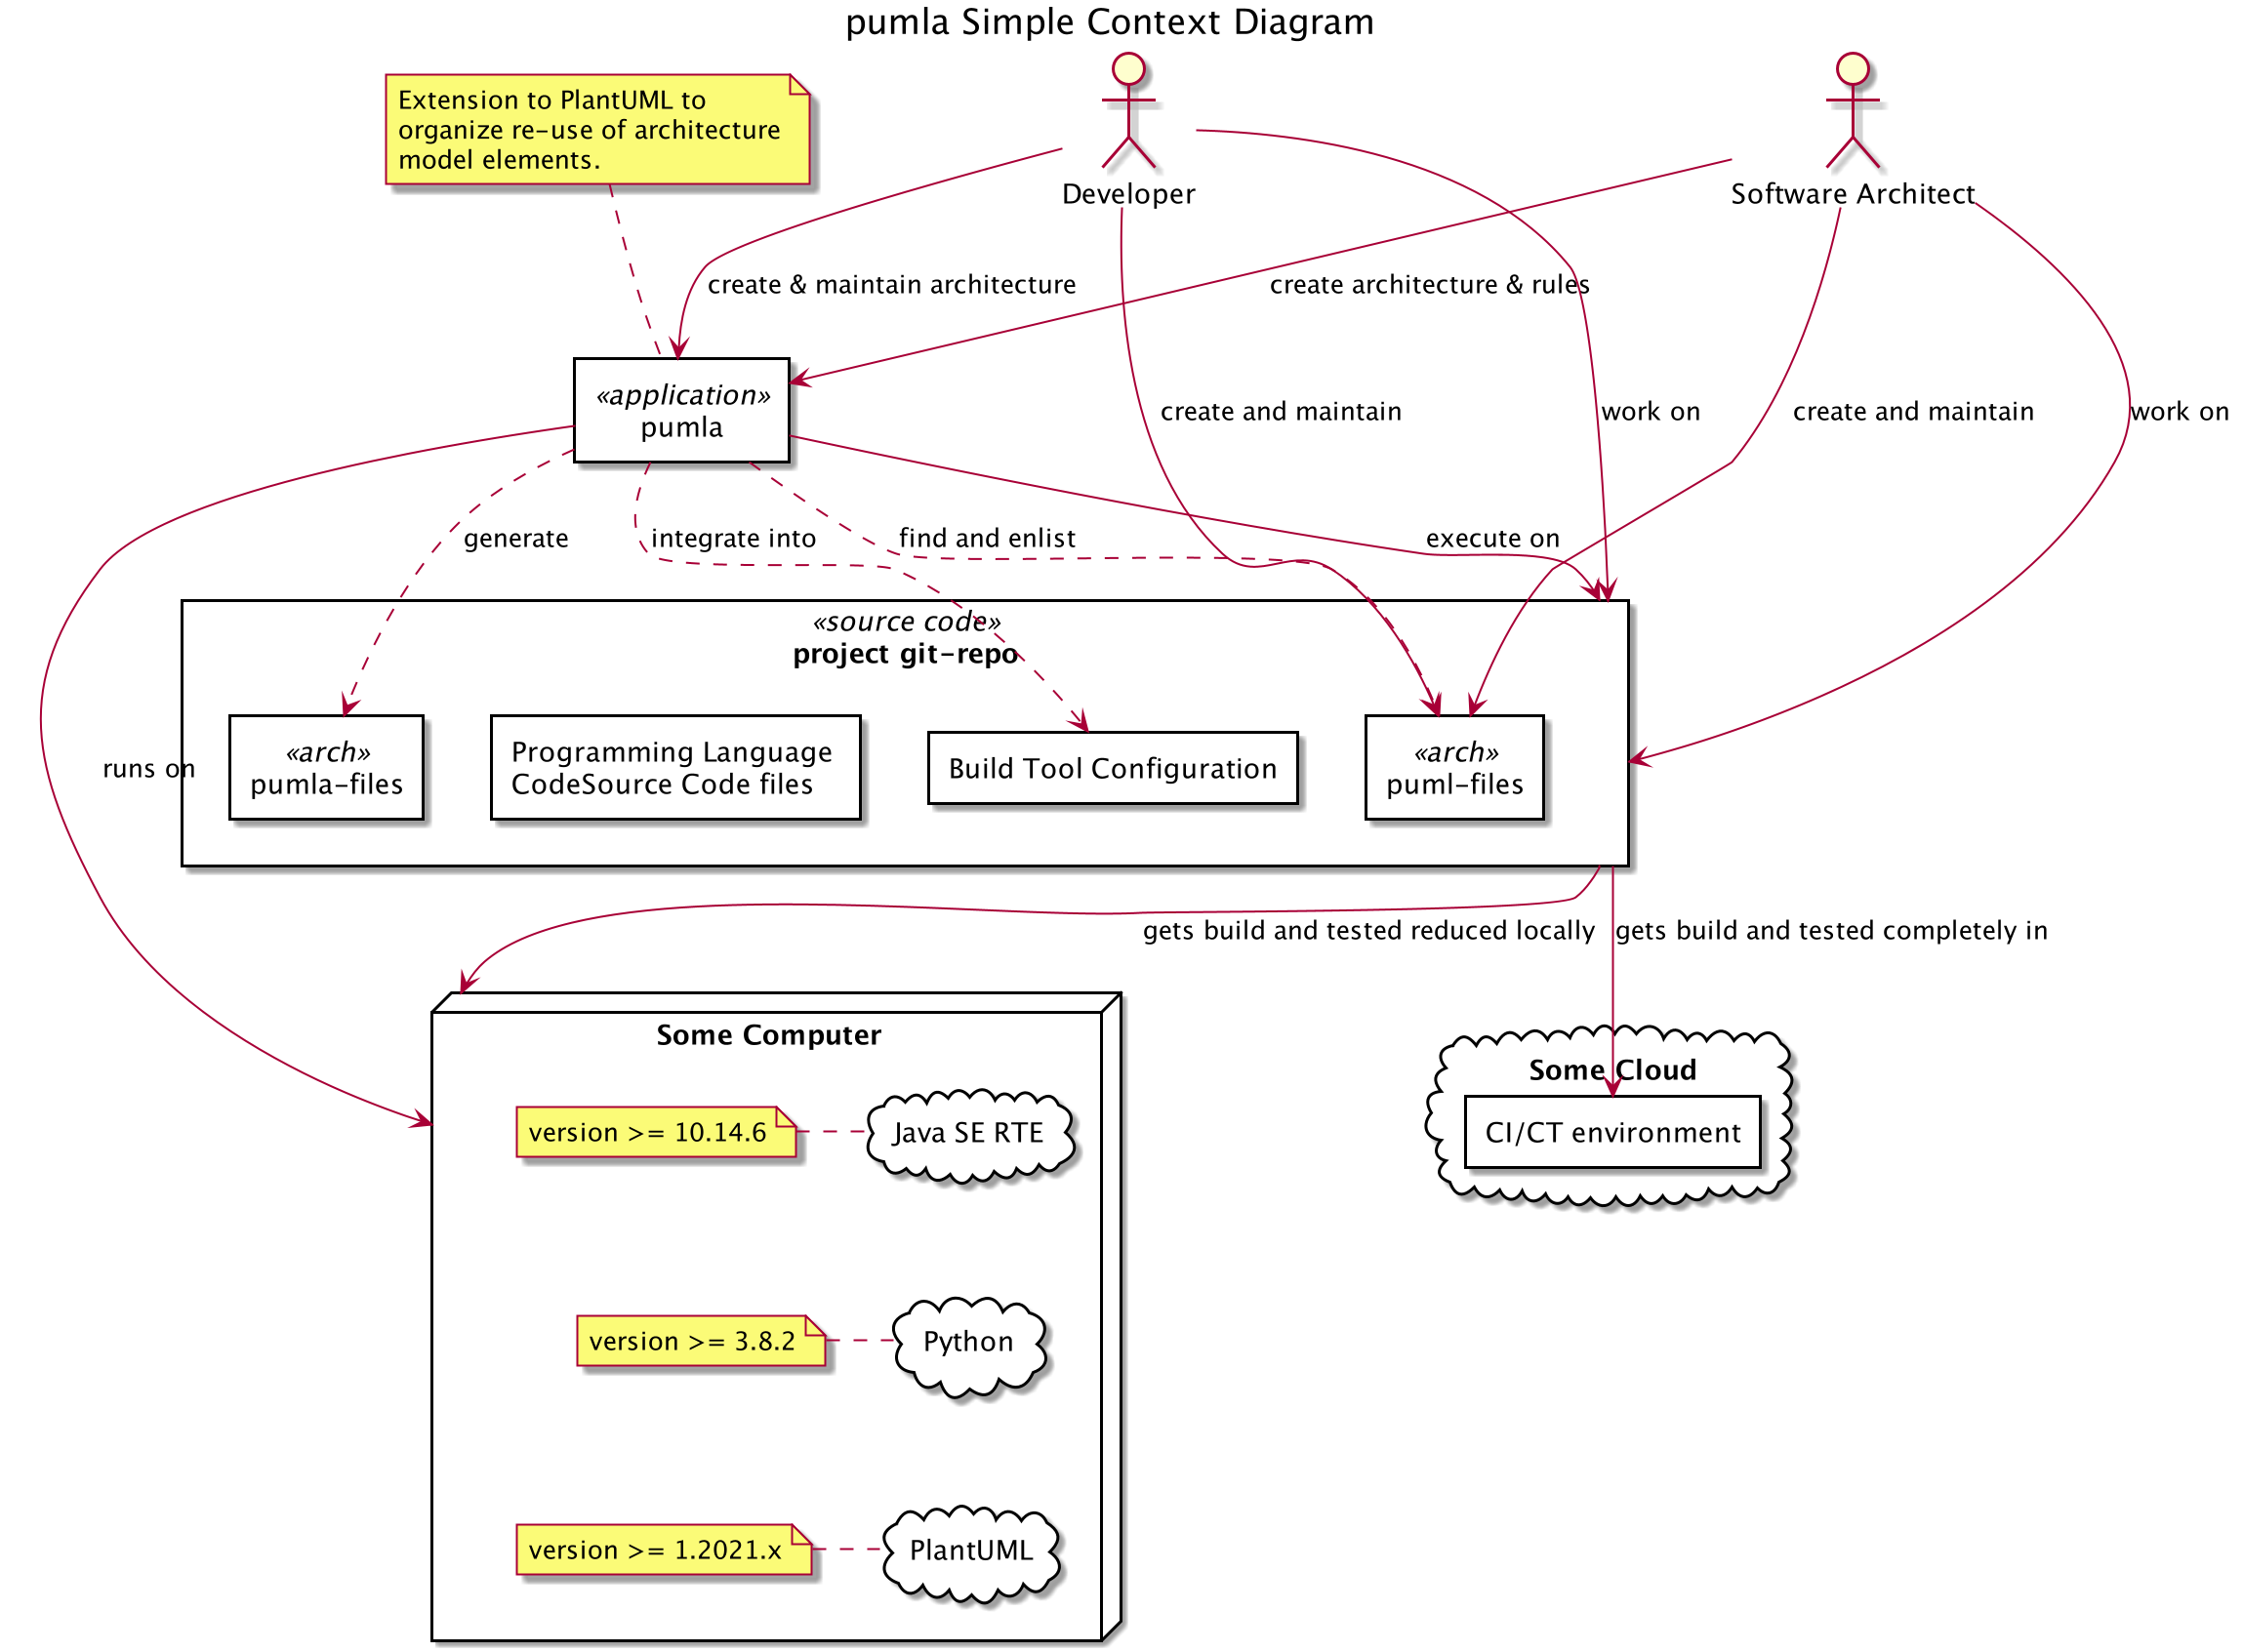 pumla Simple Context Diagram
Extension to PlantUML to
organize re-use of architecture
model elements.
Developer
Software Architect
create & maintain architecture
create architecture & rules
«application»
pumla
create and maintain
work on
create and maintain
work on
generate
integrate into
find and enlist
execute on
«source code»
project git-repo
runs on
«arch»
pumla-files
Programming Language
CodeSource Code files
Build Tool Configuration
«arch»
puml-files
gets build and tested reduced locally
gets build and tested completely in
Some Computer
Some Cloud
version >= 10.14.6
Java SE RTE
CI/CT environment
version >= 3.8.2
Python
version >= 1.2021.x
PlantUML